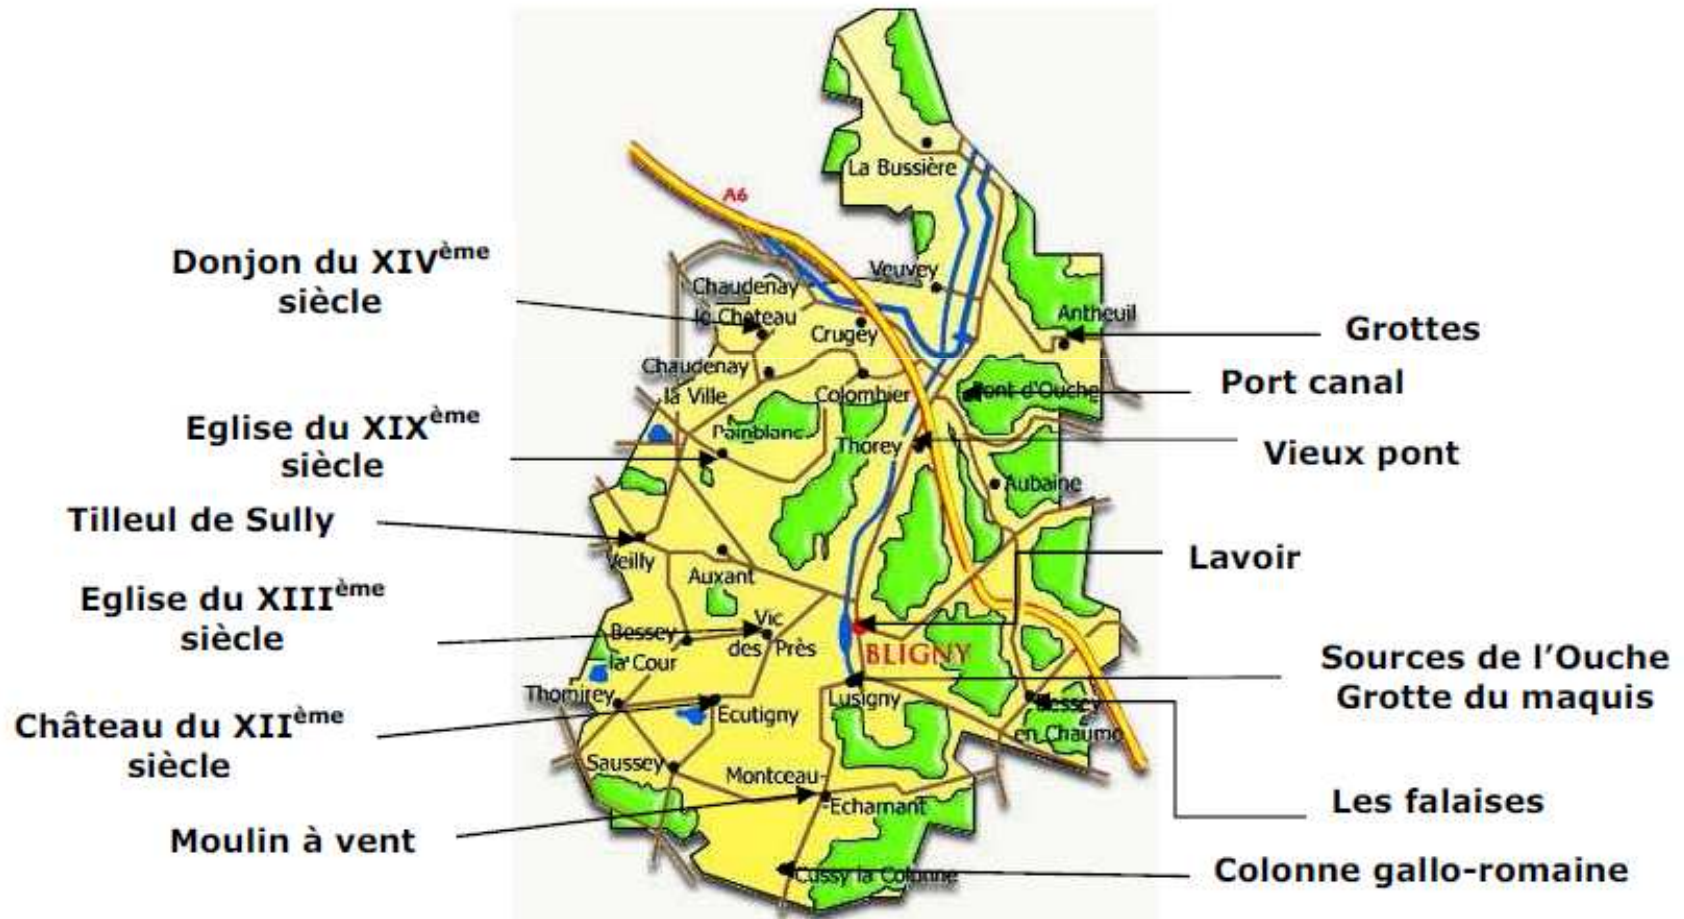 La Bussière
A6
Donjon du XIVème
siècle
Veuvey
Chaudenay
le Chateau
Antheuil
Grottes
Crugey
Chaudenay
la Ville
Colombier
Pont d'Ouche
Port canal
Eglise du XIXème
siècle
Painblanc
Thorey
Vieux pont
Aubaine
Tilleul de Sully
Veilly
Auxant
Lavoir
Eglise du XIIIème
siècle
Bessey
la Cour
Vic
des Près
BLIGNY
Sources de l'Ouche
Grotte du maquis
Thomirey
Ecutigny
Lusigny
Bessey
en Chaume
Château du XIIème
siècle
Saussey
Montceau-
-Echarnant
Les falaises
Moulin à vent
Cussy la Colonne
Colonne gallo-romaine